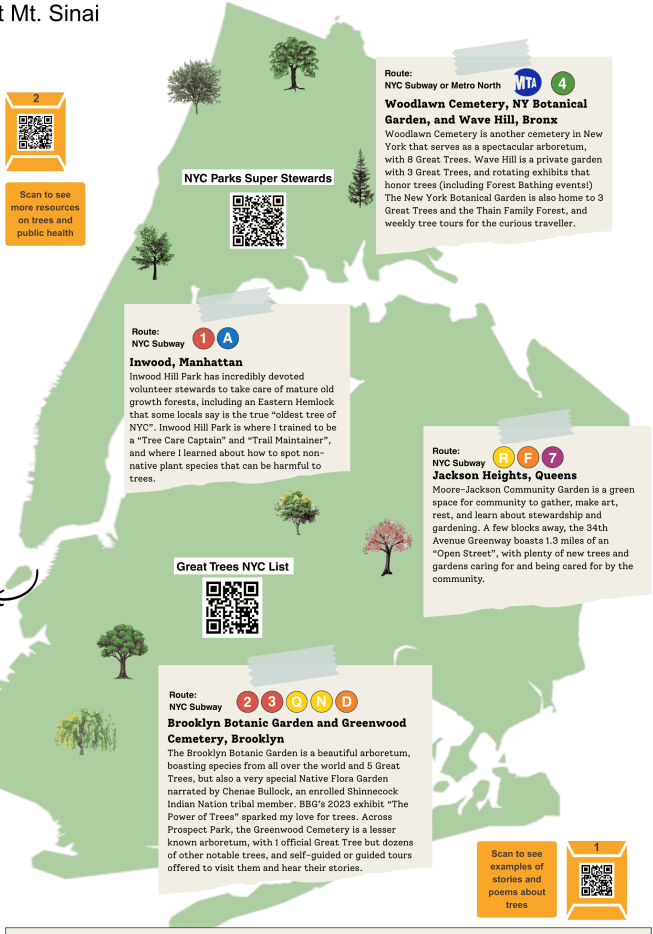 t Mt. Sinai
2
Scan to see
more resources
on trees and
public health
Route:
NYC Subway or Metro North
MTA
4
Woodlawn Cemetery, NY Botanical
Garden, and Wave Hill, Bronx
Woodlawn Cemetery is another cemetery in New
York that serves as a spectacular arboretum,
with 8 Great Trees. Wave Hill is a private garden
with 3 Great Trees, and rotating exhibits that
honor trees (including Forest Bathing events!)
The New York Botanical Garden is also home to 3
Great Trees and the Thain Family Forest, and
weekly tree tours for the curious traveller.
NYC Parks Super Stewards
Route:
NYC Subway
1 A
Inwood, Manhattan
Inwood Hill Park has incredibly devoted
volunteer stewards to take care of mature old
growth forests, including an Eastern Hemlock
that some locals say is the true “oldest tree of
NYC”. Inwood Hill Park is where I trained to be
a “Tree Care Captain” and “Trail Maintainer”,
and where I learned about how to spot non-
native plant species that can be harmful to
trees.
Route:
NYC Subway
R F 7
Jackson Heights, Queens
Moore-Jackson Community Garden is a green
space for community to gather, make art,
rest, and learn about stewardship and
gardening. A few blocks away, the 34th
Avenue Greenway boasts 1.3 miles of an
“Open Street”, with plenty of new trees and
gardens caring for and being cared for by the
community.
Great Trees NYC List
Route:
NYC Subway
2 3 Q N D
Brooklyn Botanic Garden and Greenwood
Cemetery, Brooklyn
The Brooklyn Botanic Garden is a beautiful arboretum,
boasting species from all over the world and 5 Great
Trees, but also a very special Native Flora Garden
narrated by Chenae Bullock, an enrolled Shinnecock
Indian Nation tribal member. BBG’s 2023 exhibit “The
Power of Trees” sparked my love for trees. Across
Prospect Park, the Greenwood Cemetery is a lesser
known arboretum, with 1 official Great Tree but dozens
of other notable trees, and self-guided or guided tours
offered to visit them and hear their stories.
Scan to see
examples of
stories and
poems about
trees
1